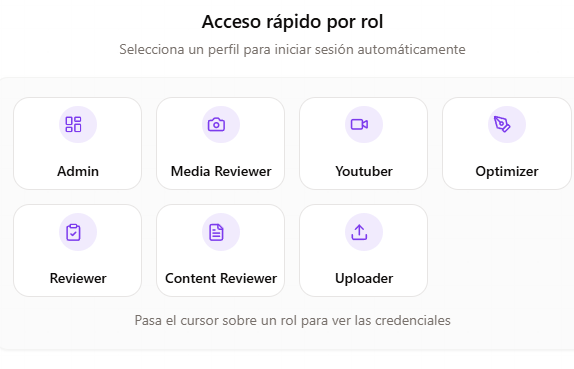 Acceso rápido por rol
Selecciona un perfil para iniciar sesión automáticamente
Admin
Media Reviewer
Youtuber
Optimizer
Reviewer
Content Reviewer
Uploader
Pasa el cursor sobre un rol para ver las credenciales